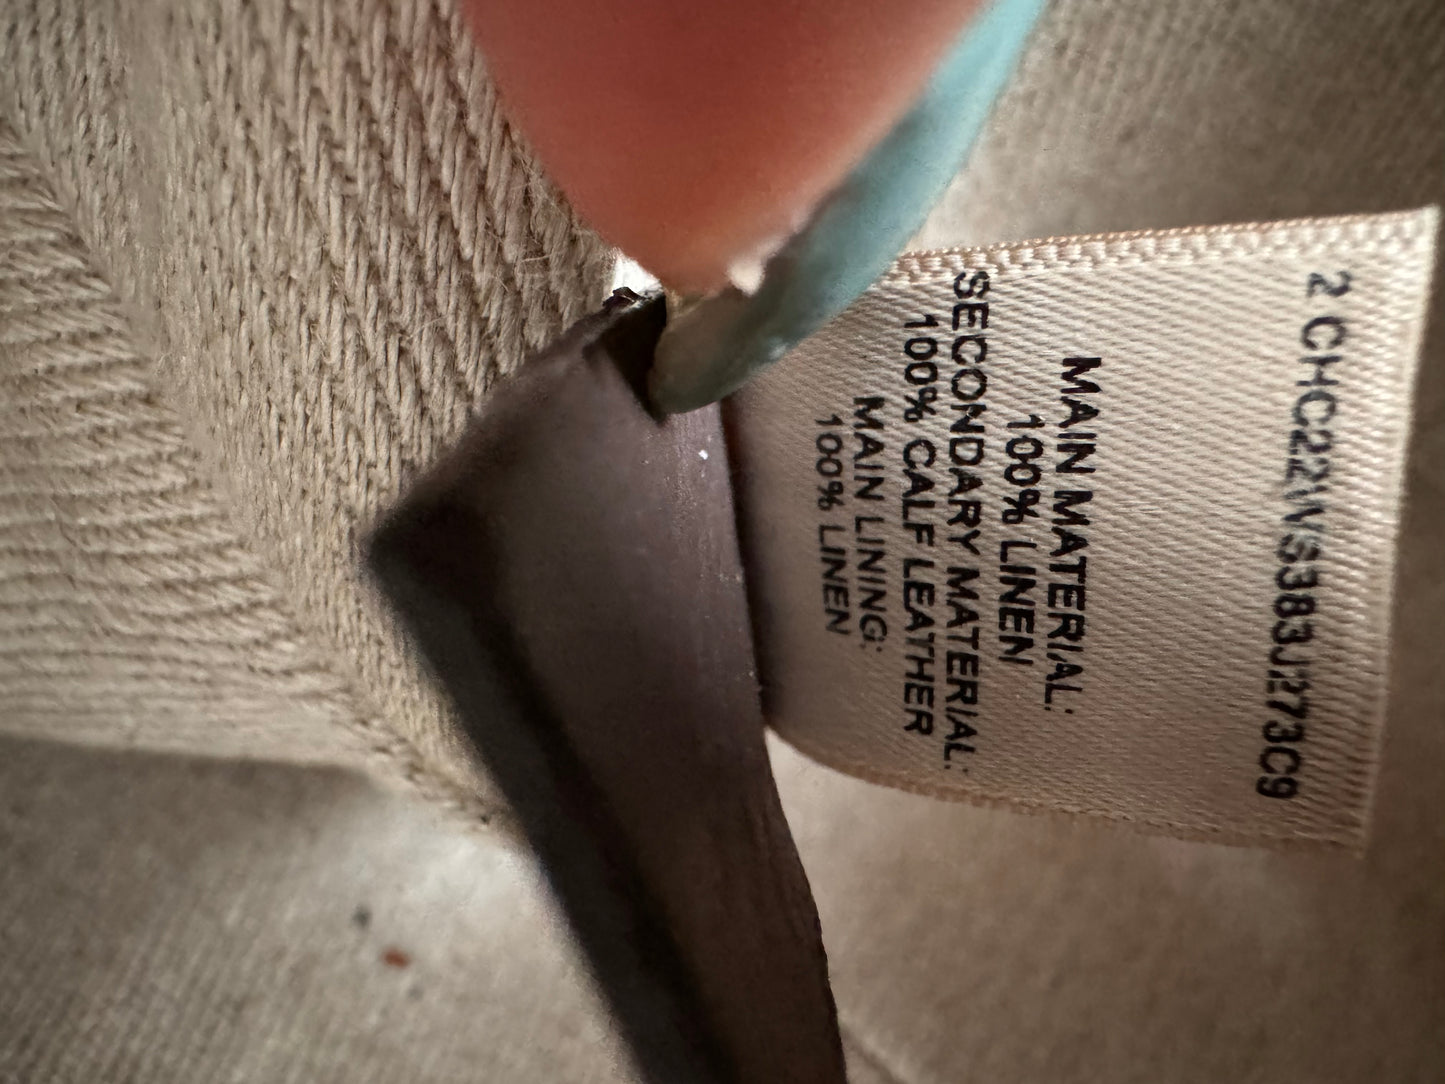 2 CHC22WS383J273C9
MAIN MATERIAL:
100% LINEN
SECONDARY MATERIAL:
100% CALF LEATHER
MAIN LINING:
100% LINEN